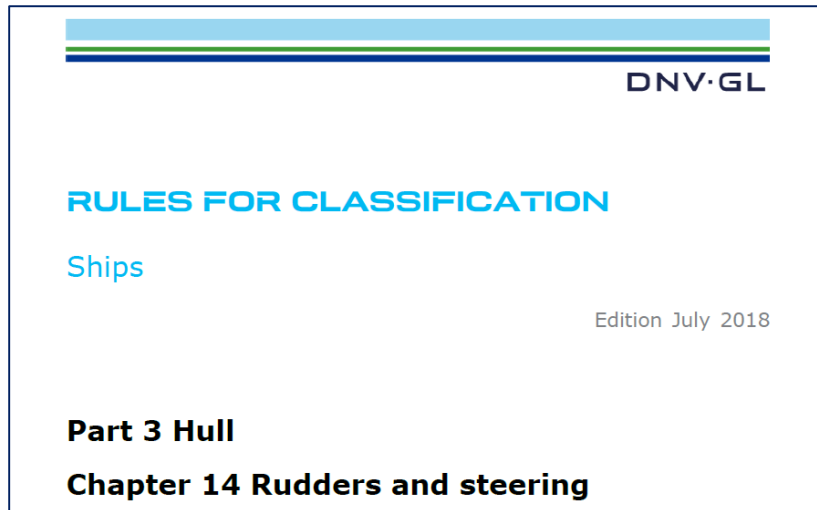 DNV·GL
RULES FOR CLASSIFICATION
Ships
Edition July 2018
Part 3 Hull
Chapter 14 Rudders and steering